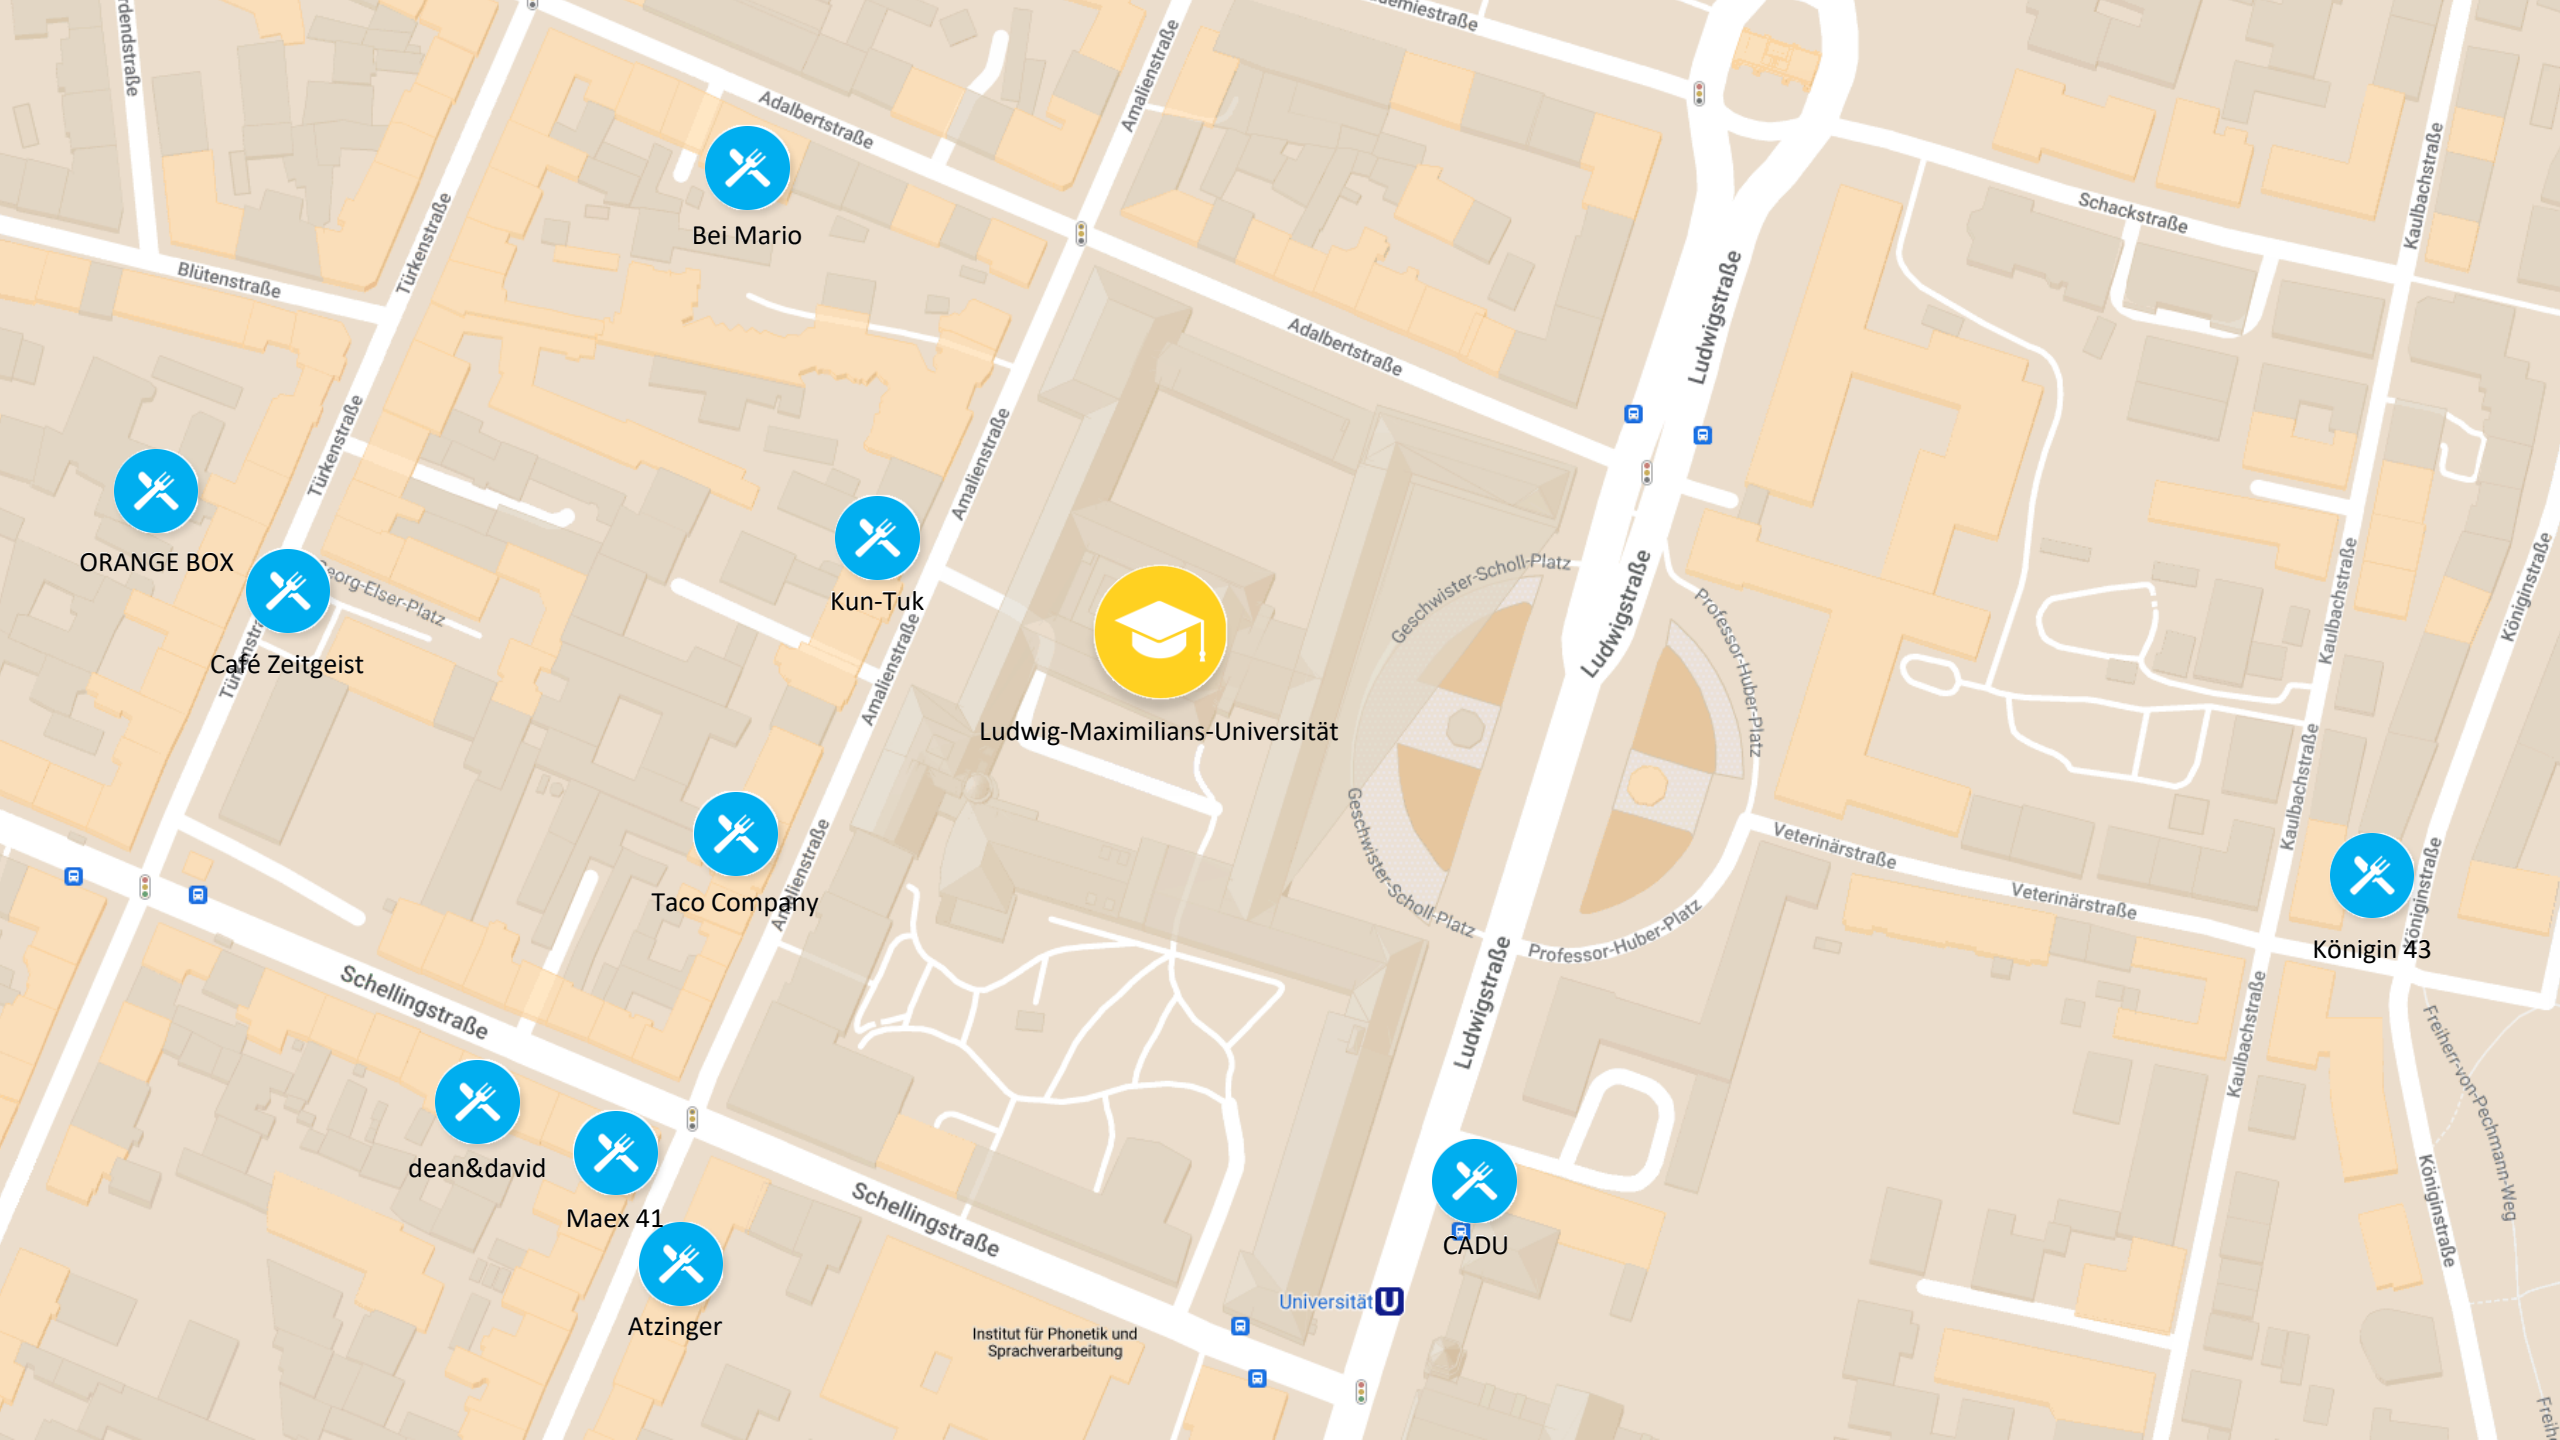 Adalbertstraße
Amalienstraße
Bei Mario
Türkenstraße
Blütenstraße
Schackstraße
Kaulbachstraße
Ludwigstraße
Adalbertstraße
Türkenstraße
Amalienstraße
ORANGE BOX
Kun-Tuk
Café Zeitgeist
Amalienstraße
Ludwig-Maximilians-Universität
Geschwister-Scholl-Platz
Ludwigstraße
Professor-Huber-Platz
Kaulbachstraße
Königinstraße
Kaulbachstraße
Geschwister-Scholl-Platz
Veterinärstraße
Veterinärstraße
Königinstraße
Königin 43
Taco Company
Amalienstraße
Professor-Huber-Platz
Ludwigstraße
Schellingstraße
Kaulbachstraße
Freiherr-von-Pechmann-Weg
Königinstraße
dean&david
Maex 41
Atzinger
Schellingstraße
CADU
Universität U
Institut für Phonetik und
Sprachverarbeitung